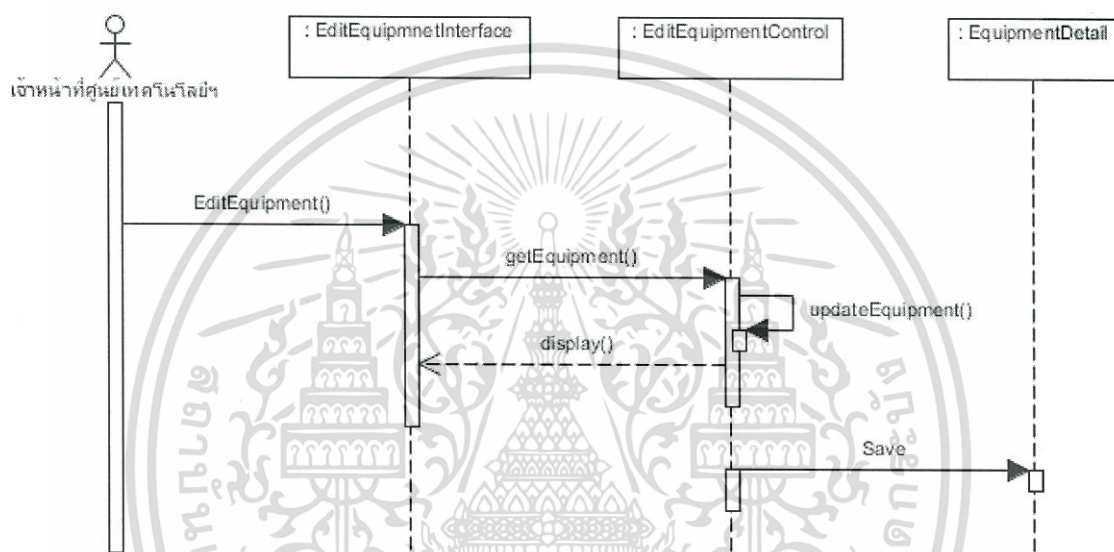 : EditEquipmnetInterface
: EditEquipmentControl
: EquipmentDetail
เจ้าหน้าที่ศูนย์เทคโนโลยีฯ
EditEquipment()
getEquipment()
updateEquipment()
display()
Save